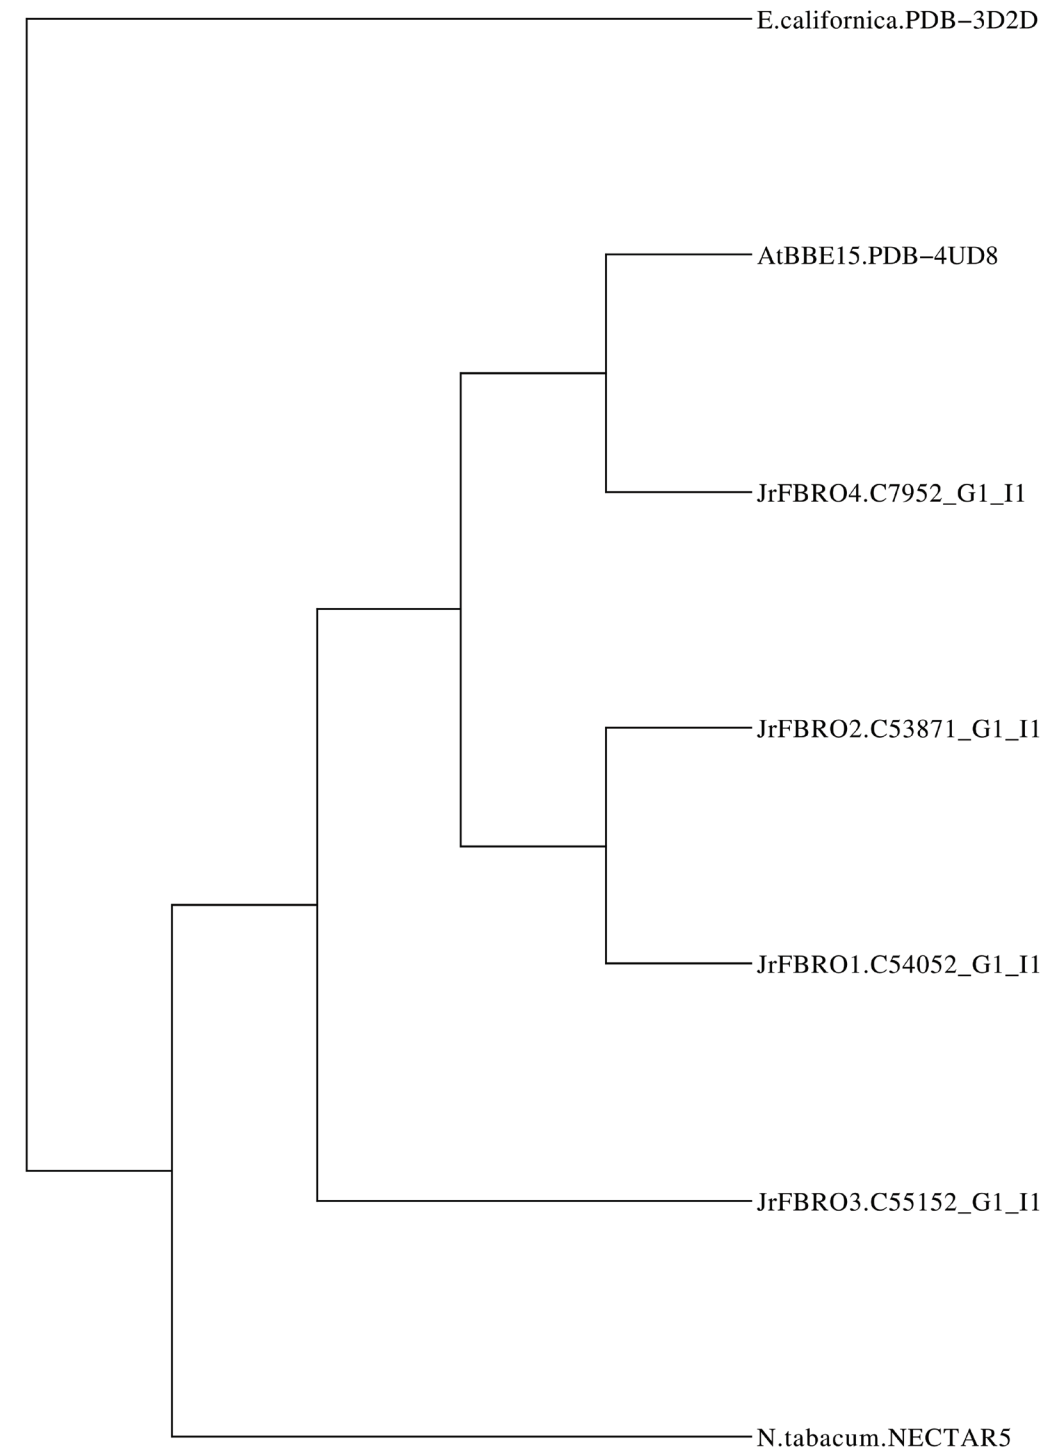 E.californica.PDB−3D2D
AtBBE15.PDB−4UD8
JrFBRO4.C7952_G1_I1
JrFBRO2.C53871_G1_I1
JrFBRO1.C54052_G1_I1
JrFBRO3.C55152_G1_I1
N.tabacum.NECTAR5